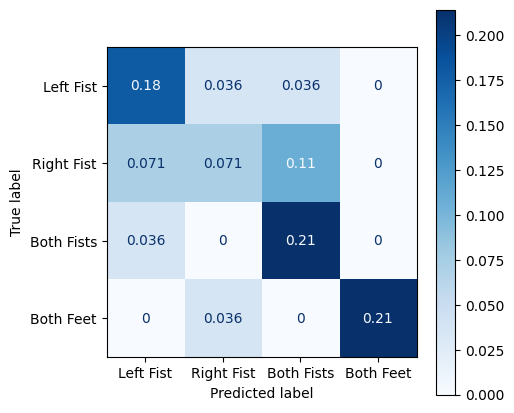 True label
Left Fist 0.18 0.036 0.036 0
Right Fist 0.071 0.071 0.11 0
Both Fists 0.036 0 0.21 0
Both Feet 0 0.036 0 0.21
Left Fist Right Fist Both Fists Both Feet
Predicted label
0.200
0.175
0.150
0.125
0.100
0.075
0.050
0.025
0.000